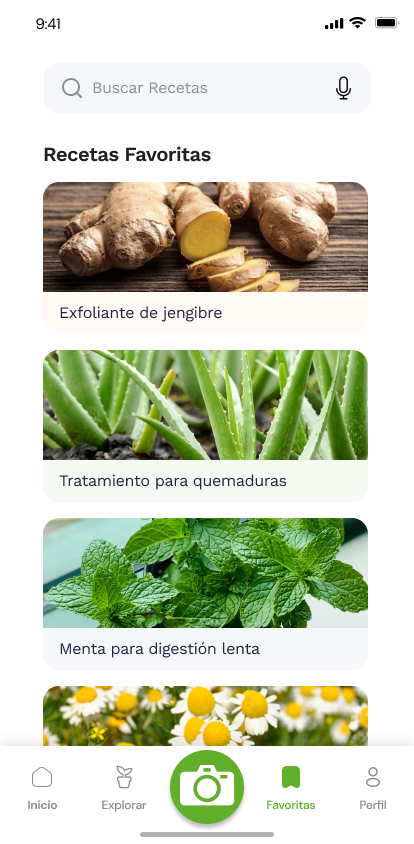 9:41
Buscar Recetas
Recetas Favoritas
Exfoliante de jengibre
Tratamiento para quemaduras
Menta para digestión lenta
Inicio
Explorar
Favoritas
Perfil